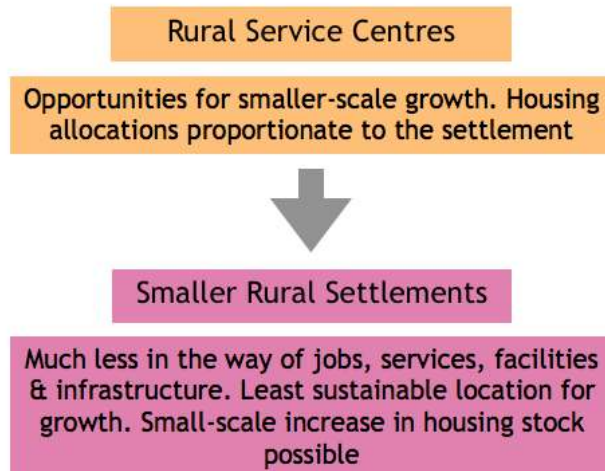 Rural Service Centres
Opportunities for smaller-scale growth. Housing
allocations proportionate to the settlement
Smaller Rural Settlements
Much less in the way of jobs, services, facilities
& infrastructure. Least sustainable location for
growth. Small-scale increase in housing stock
possible